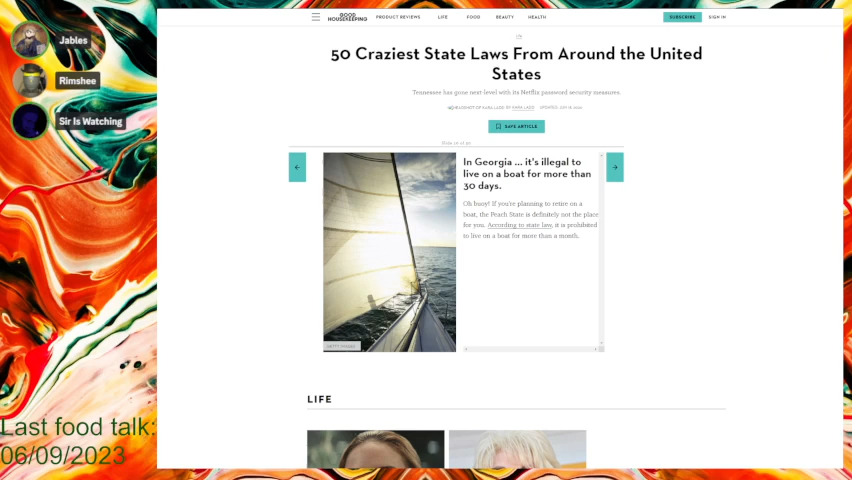 Jables
Rimshee
Sir Is Watching
GOOD
HOUSEKEEPING
PRODUCT REVIEWS
LIFE
FOOD
BEAUTY
HEALTH
SUBSCRIBE
SIGN IN
50 Craziest State Laws From Around the United
States
Tennessee has gone next-level with its Netflix password security measures.
BY KARA LADD
SAVE ARTICLE
In Georgia ... it's illegal to
live on a boat for more than
30 days.
Oh buoy! If you're planning to retire on a
boat, the Peach State is definitely not the place
for you. According to state law, it is prohibited
to live on a boat for more than a month.
GETTY IMAGES
LIFE
Last food talk:
06/09/2023